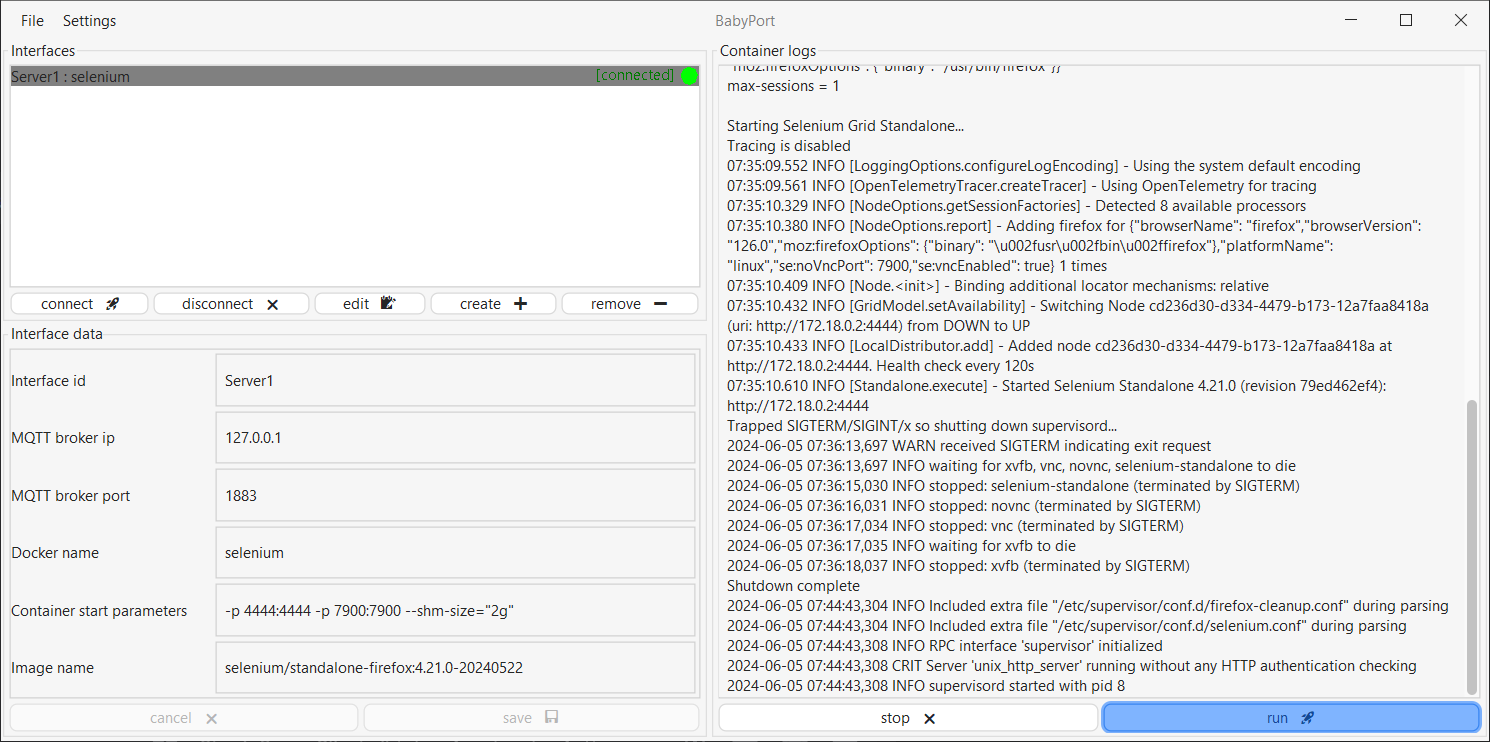 File Settings BabyPort
Interfaces
Server1 : selenium [connected]
connect disconnect edit create remove
Interface data
Interface id Server1
MQTT broker ip 127.0.0.1
MQTT broker port 1883
Docker name selenium
Container start parameters -p 4444:4444 -p 7900:7900 --shm-size="2g"
Image name selenium/standalone-firefox:4.21.0-20240522
cancel save
Container logs
"moz:firefoxOptions": {"binary": "/usr/bin/firefox"}}
max-sessions = 1
Starting Selenium Grid Standalone...
Tracing is disabled
07:35:09.552 INFO [LoggingOptions.configureLogEncoding] - Using the system default encoding
07:35:09.561 INFO [OpenTelemetryTracer.createTracer] - Using OpenTelemetry for tracing
07:35:10.329 INFO [NodeOptions.getSessionFactories] - Detected 8 available processors
07:35:10.380 INFO [NodeOptions.report] - Adding firefox for {"browserName": "firefox","browserVersion":
"126.0","moz:firefoxOptions": {"binary": "\u002fusr\u002fbin\u002ffirefox"},"platformName":
"linux","se:noVncPort": 7900,"se:vncEnabled": true} 1 times
07:35:10.409 INFO [Node.<init>] - Binding additional locator mechanisms: relative
07:35:10.432 INFO [GridModel.setAvailability] - Switching Node cd236d30-d334-4479-b173-12a7faa8418a
(uri: http://172.18.0.2:4444) from DOWN to UP
07:35:10.433 INFO [LocalDistributor.add] - Added node cd236d30-d334-4479-b173-12a7faa8418a at
http://172.18.0.2:4444. Health check every 120s
07:35:10.610 INFO [Standalone.execute] - Started Selenium Standalone 4.21.0 (revision 79ed462ef4):
http://172.18.0.2:4444
Trapped SIGTERM/SIGINT/x so shutting down supervisord...
2024-06-05 07:36:13,697 WARN received SIGTERM indicating exit request
2024-06-05 07:36:13,697 INFO waiting for xvfb, vnc, novnc, selenium-standalone to die
2024-06-05 07:36:15,030 INFO stopped: selenium-standalone (terminated by SIGTERM)
2024-06-05 07:36:16,031 INFO stopped: novnc (terminated by SIGTERM)
2024-06-05 07:36:17,034 INFO stopped: vnc (terminated by SIGTERM)
2024-06-05 07:36:17,035 INFO waiting for xvfb to die
2024-06-05 07:36:18,037 INFO stopped: xvfb (terminated by SIGTERM)
Shutdown complete
2024-06-05 07:44:43,304 INFO Included extra file "/etc/supervisor/conf.d/firefox-cleanup.conf" during parsing
2024-06-05 07:44:43,304 INFO Included extra file "/etc/supervisor/conf.d/selenium.conf" during parsing
2024-06-05 07:44:43,308 INFO RPC interface 'supervisor' initialized
2024-06-05 07:44:43,308 CRIT Server 'unix_http_server' running without any HTTP authentication checking
2024-06-05 07:44:43,308 INFO supervisord started with pid 8
stop run